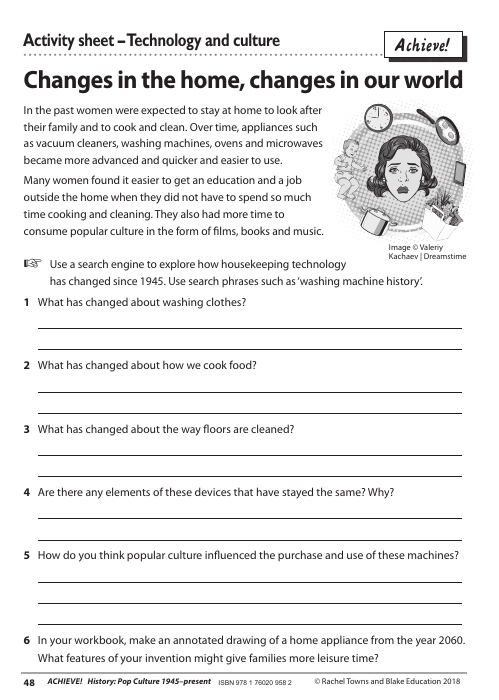 Activity sheet – Technology and culture
Achieve!
Changes in the home, changes in our world
In the past women were expected to stay at home to look after
their family and to cook and clean. Over time, appliances such
as vacuum cleaners, washing machines, ovens and microwaves
became more advanced and quicker and easier to use.
Many women found it easier to get an education and a job
outside the home when they did not have to spend so much
time cooking and cleaning. They also had more time to
consume popular culture in the form of films, books and music.
Image © Valeriy
Kachaev | Dreamstime
Use a search engine to explore how housekeeping technology
has changed since 1945. Use search phrases such as ‘washing machine history’.
1 What has changed about washing clothes?
2 What has changed about how we cook food?
3 What has changed about the way floors are cleaned?
4 Are there any elements of these devices that have stayed the same? Why?
5 How do you think popular culture influenced the purchase and use of these machines?
6 In your workbook, make an annotated drawing of a home appliance from the year 2060.
What features of your invention might give families more leisure time?
48 ACHIEVE! History: Pop Culture 1945–present ISBN 978 1 76020 958 2 © Rachel Towns and Blake Education 2018